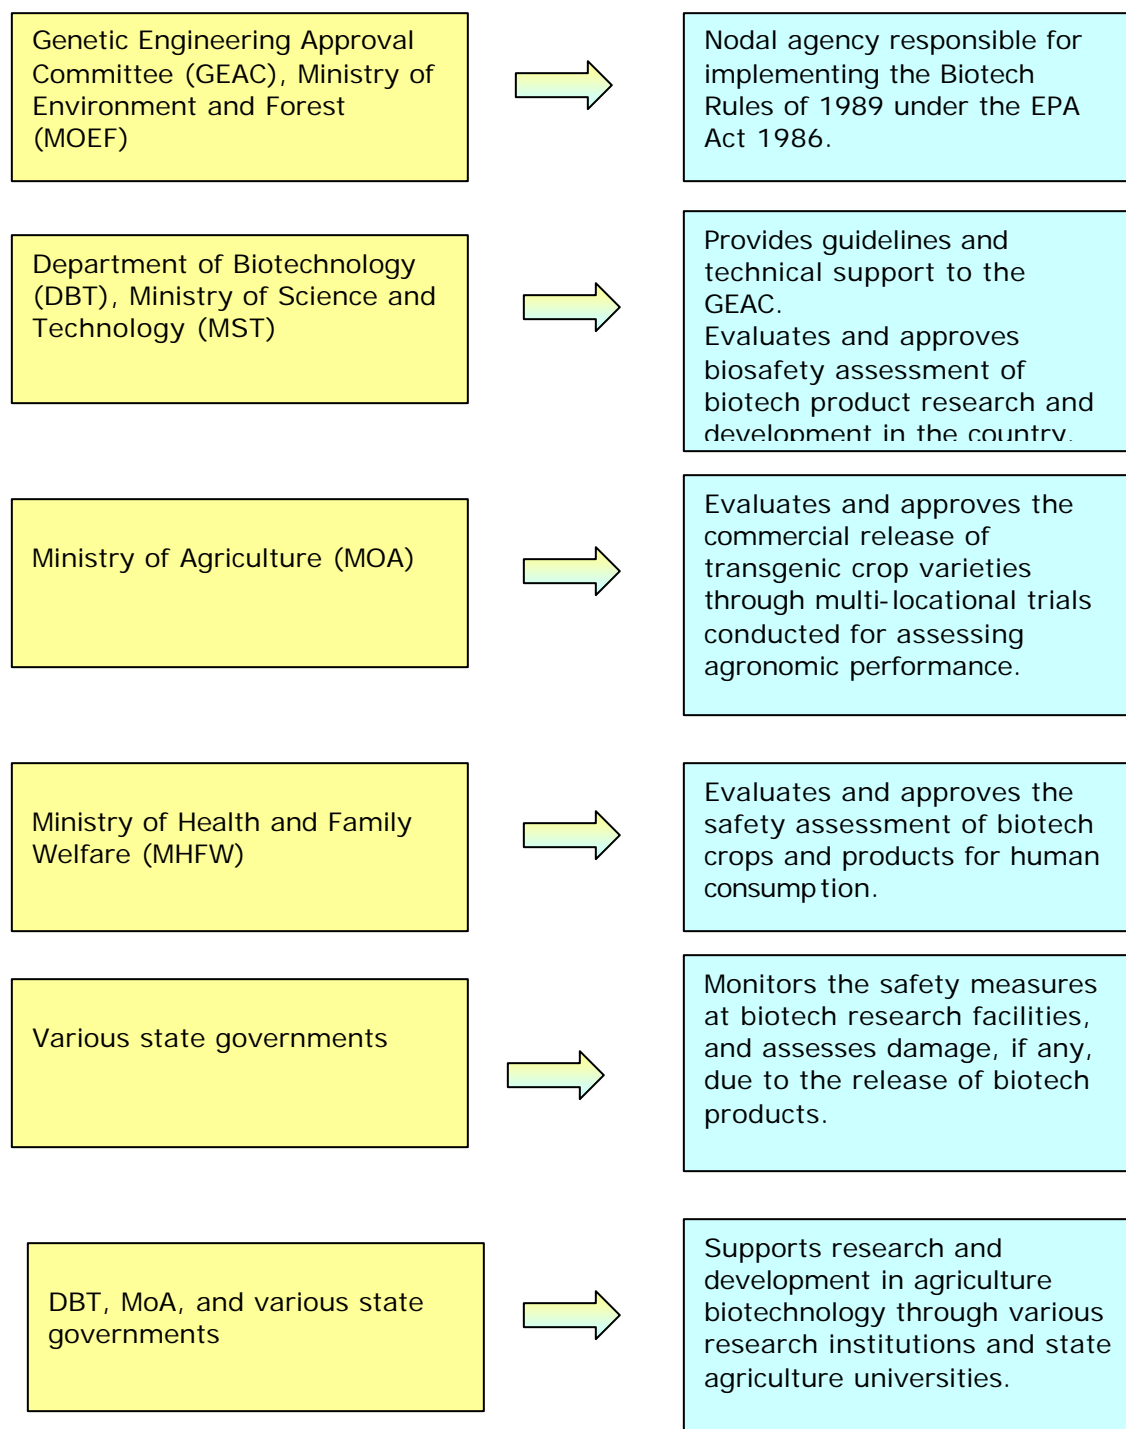 Genetic Engineering Approval
Committee (GEAC), Ministry of
Environment and Forest
(MOEF)
Nodal agency responsible for
implementing the Biotech
Rules of 1989 under the EPA
Act 1986.
Department of Biotechnology
(DBT), Ministry of Science and
Technology (MST)
Provides guidelines and
technical support to the
GEAC.
Evaluates and approves
biosafety assessment of
biotech product research and
development in the country.
Ministry of Agriculture (MOA)
Evaluates and approves the
commercial release of
transgenic crop varieties
through multi-locational trials
conducted for assessing
agronomic performance.
Ministry of Health and Family
Welfare (MHFW)
Evaluates and approves the
safety assessment of biotech
crops and products for human
consumption.
Various state governments
Monitors the safety measures
at biotech research facilities,
and assesses damage, if any,
due to the release of biotech
products.
DBT, MoA, and various state
governments
Supports research and
development in agriculture
biotechnology through various
research institutions and state
agriculture universities.